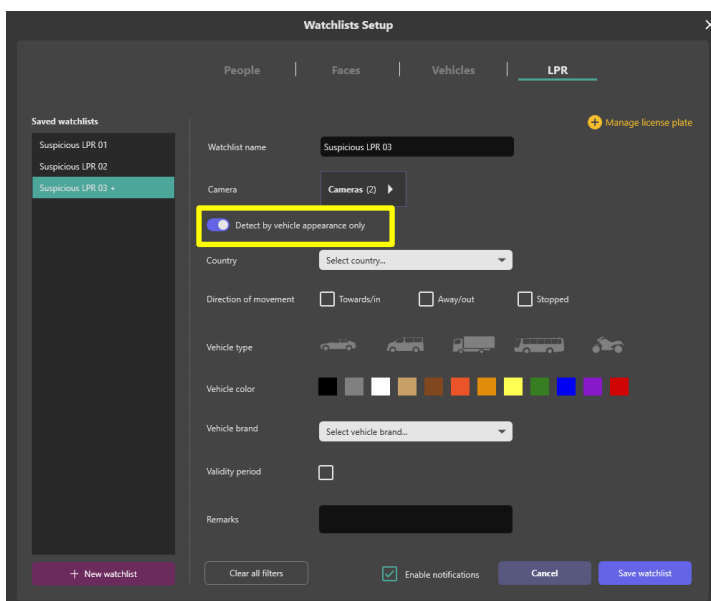 Watchlists Setup
People
Faces
Vehicles
LPR
Saved watchlists
+ Manage license plate
Suspicious LPR 01
Suspicious LPR 02
Suspicious LPR 03 +
Watchlist name
Suspicious LPR 03
Camera
Cameras (2)
Detect by vehicle appearance only
Country
Select country...
Direction of movement
Towards/in
Away/out
Stopped
Vehicle type
Vehicle color
Vehicle brand
Select vehicle brand...
Validity period
Remarks
+ New watchlist
Clear all filters
Enable notifications
Cancel
Save watchlist